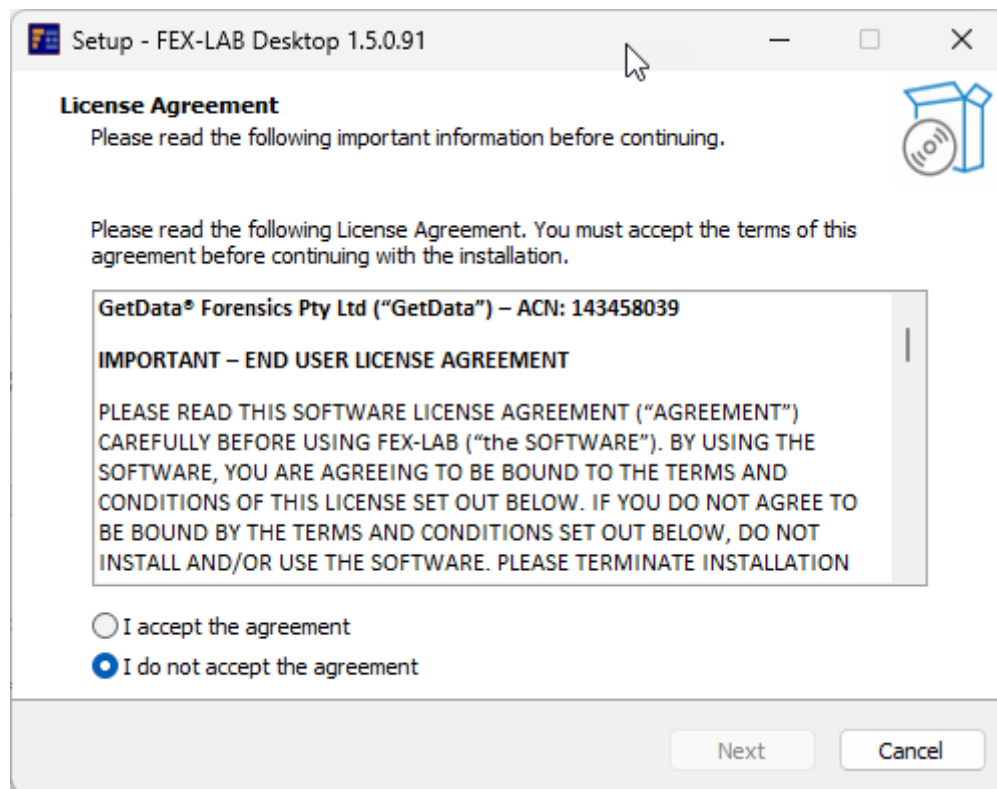 Setup - FEX-LAB Desktop 1.5.0.91
License Agreement
Please read the following important information before continuing.
Please read the following License Agreement. You must accept the terms of this
agreement before continuing with the installation.
GetData® Forensics Pty Ltd (“GetData”) – ACN: 143458039
IMPORTANT – END USER LICENSE AGREEMENT
PLEASE READ THIS SOFTWARE LICENSE AGREEMENT (“AGREEMENT”)
CAREFULLY BEFORE USING FEX-LAB (“the SOFTWARE”). BY USING THE
SOFTWARE, YOU ARE AGREEING TO BE BOUND TO THE TERMS AND
CONDITIONS OF THIS LICENSE SET OUT BELOW. IF YOU DO NOT AGREE TO
BE BOUND BY THE TERMS AND CONDITIONS SET OUT BELOW, DO NOT
INSTALL AND/OR USE THE SOFTWARE. PLEASE TERMINATE INSTALLATION
I accept the agreement
I do not accept the agreement
Next
Cancel